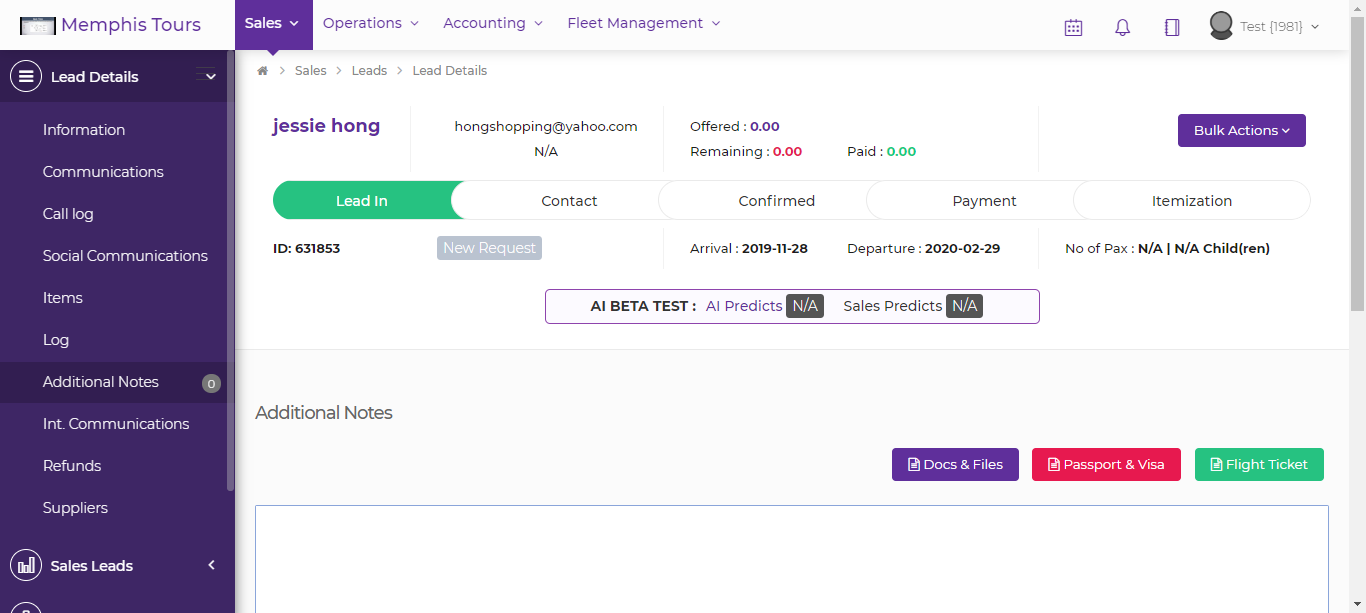 Memphis Tours
Sales
Operations
Accounting
Fleet Management
Test {1981}
Lead Details
Information
Communications
Call log
Social Communications
Items
Log
Additional Notes 0
Int. Communications
Refunds
Suppliers
Sales Leads
Sales > Leads > Lead Details
jessie hong
hongshopping@yahoo.com
N/A
Offered : 0.00
Remaining : 0.00
Paid : 0.00
Bulk Actions
Lead In
Contact
Confirmed
Payment
Itemization
ID: 631853
New Request
Arrival : 2019-11-28
Departure : 2020-02-29
No of Pax : N/A | N/A Child(ren)
AI BETA TEST : AI Predicts N/A Sales Predicts N/A
Additional Notes
Docs & Files
Passport & Visa
Flight Ticket